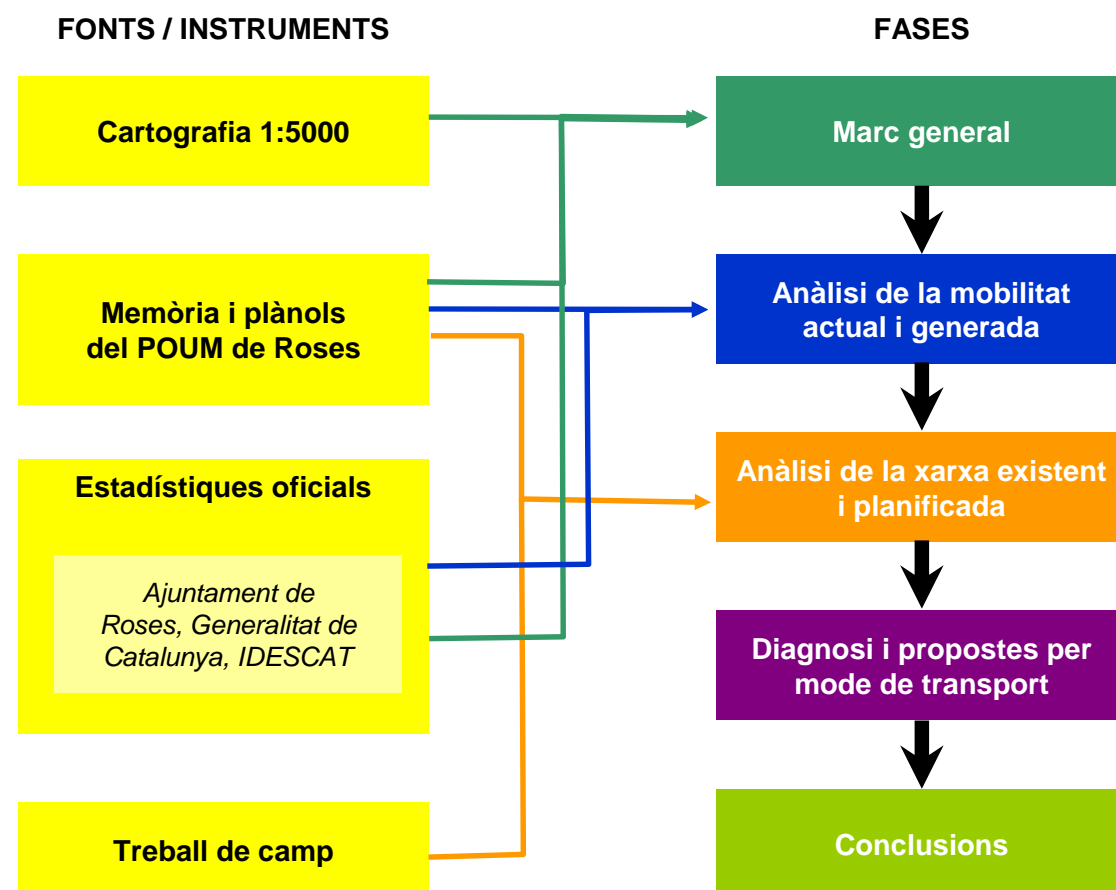 FONTS / INSTRUMENTS
FASES
Cartografia 1:5000
Marc general
Memòria i plànols
del POUM de Roses
Anàlisi de la mobilitat
actual i generada
Estadístiques oficials
Ajuntament de
Roses, Generalitat de
Catalunya, IDESCAT
Anàlisi de la xarxa existent
i planificada
Diagnosi i propostes per
mode de transport
Treball de camp
Conclusions